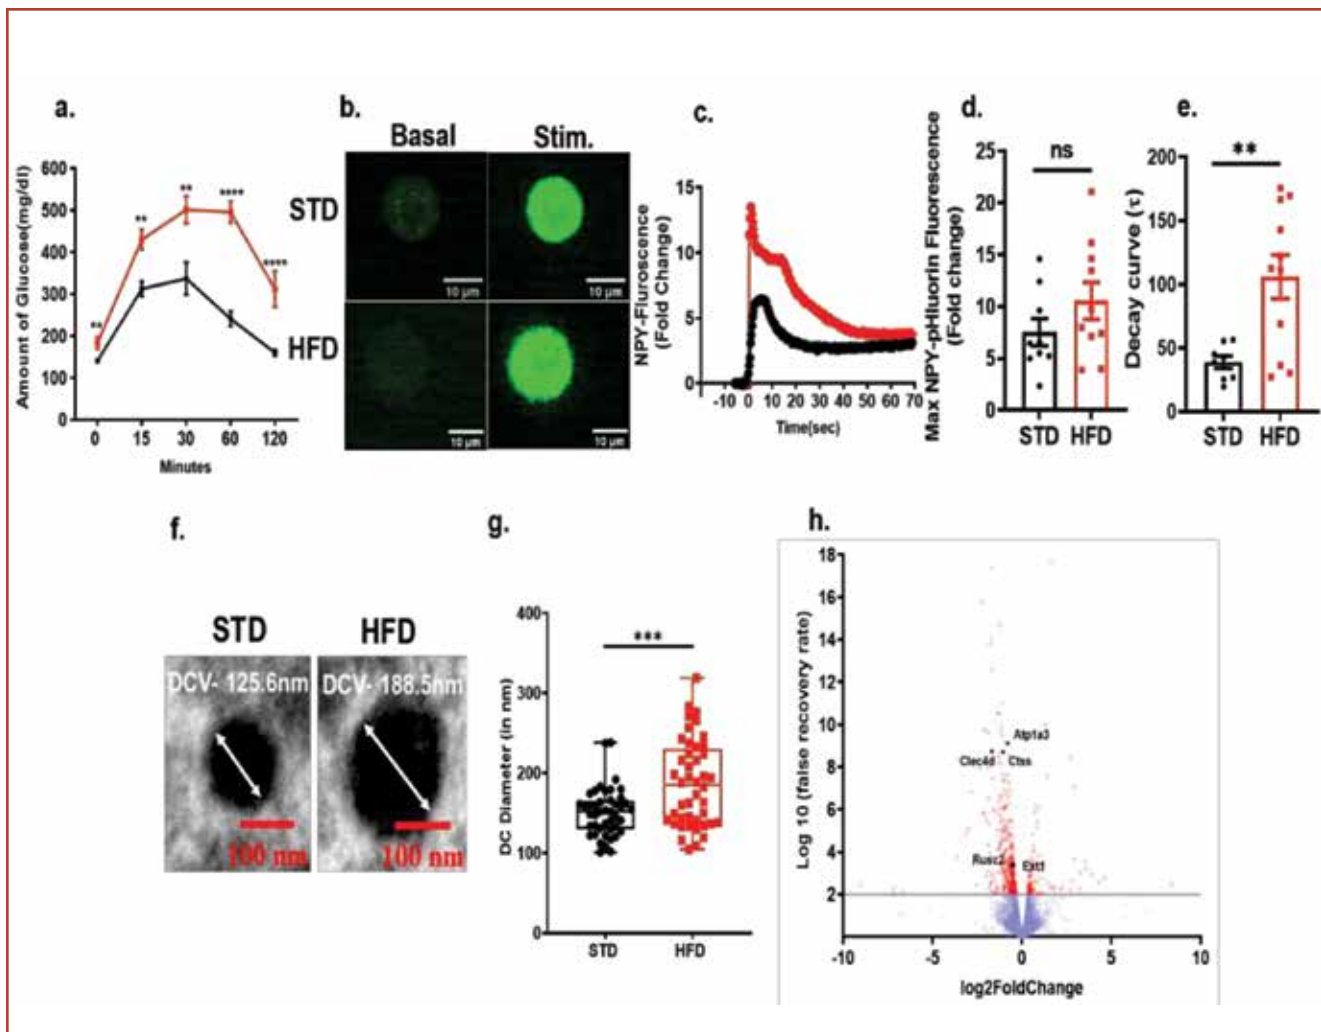 a.
Amount of Glucose(mg/dl)
600
500
400
300
200
100
0
**
**
**
****
****
0 15 30 60 120
Minutes
b.
Basal Stim.
STD
10 µm
10 µm
HFD
10 µm
10 µm
c.
NPY-Fluroscence
(Fold Change)
15
10
5
0
-10 0 10 20 30 40 50 60 70
Time(sec)
d.
Max NPY-pHluorin Fluorescence
(Fold change)
25
20
15
10
5
0
ns
STD HFD
e.
Decay curve (τ)
200
150
100
50
0
**
STD HFD
f.
STD HFD
DCV- 125.6nm DCV- 188.5nm
100 nm 100 nm
g.
DC Diameter (in nm)
400
300
200
100
0
***
STD HFD
h.
Log 10 (false recovery rate)
18
16
14
12
10
8
6
4
2
Atp1a3
Clec4d Ctss
Rusc2 Ext1
-10 -5 0 5 10
log2FoldChange